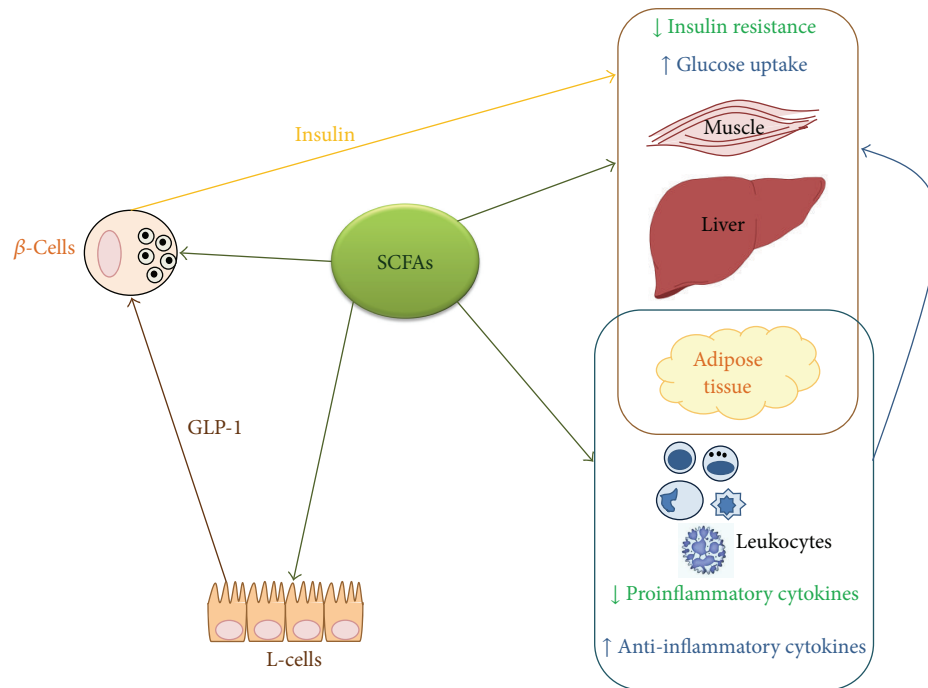 ↓ Insulin resistance
↑ Glucose uptake
Muscle
Insulin
Liver
β-Cells
SCFAs
Adipose
tissue
GLP-1
Leukocytes
↓ Proinflammatory cytokines
↑ Anti-inflammatory cytokines
L-cells